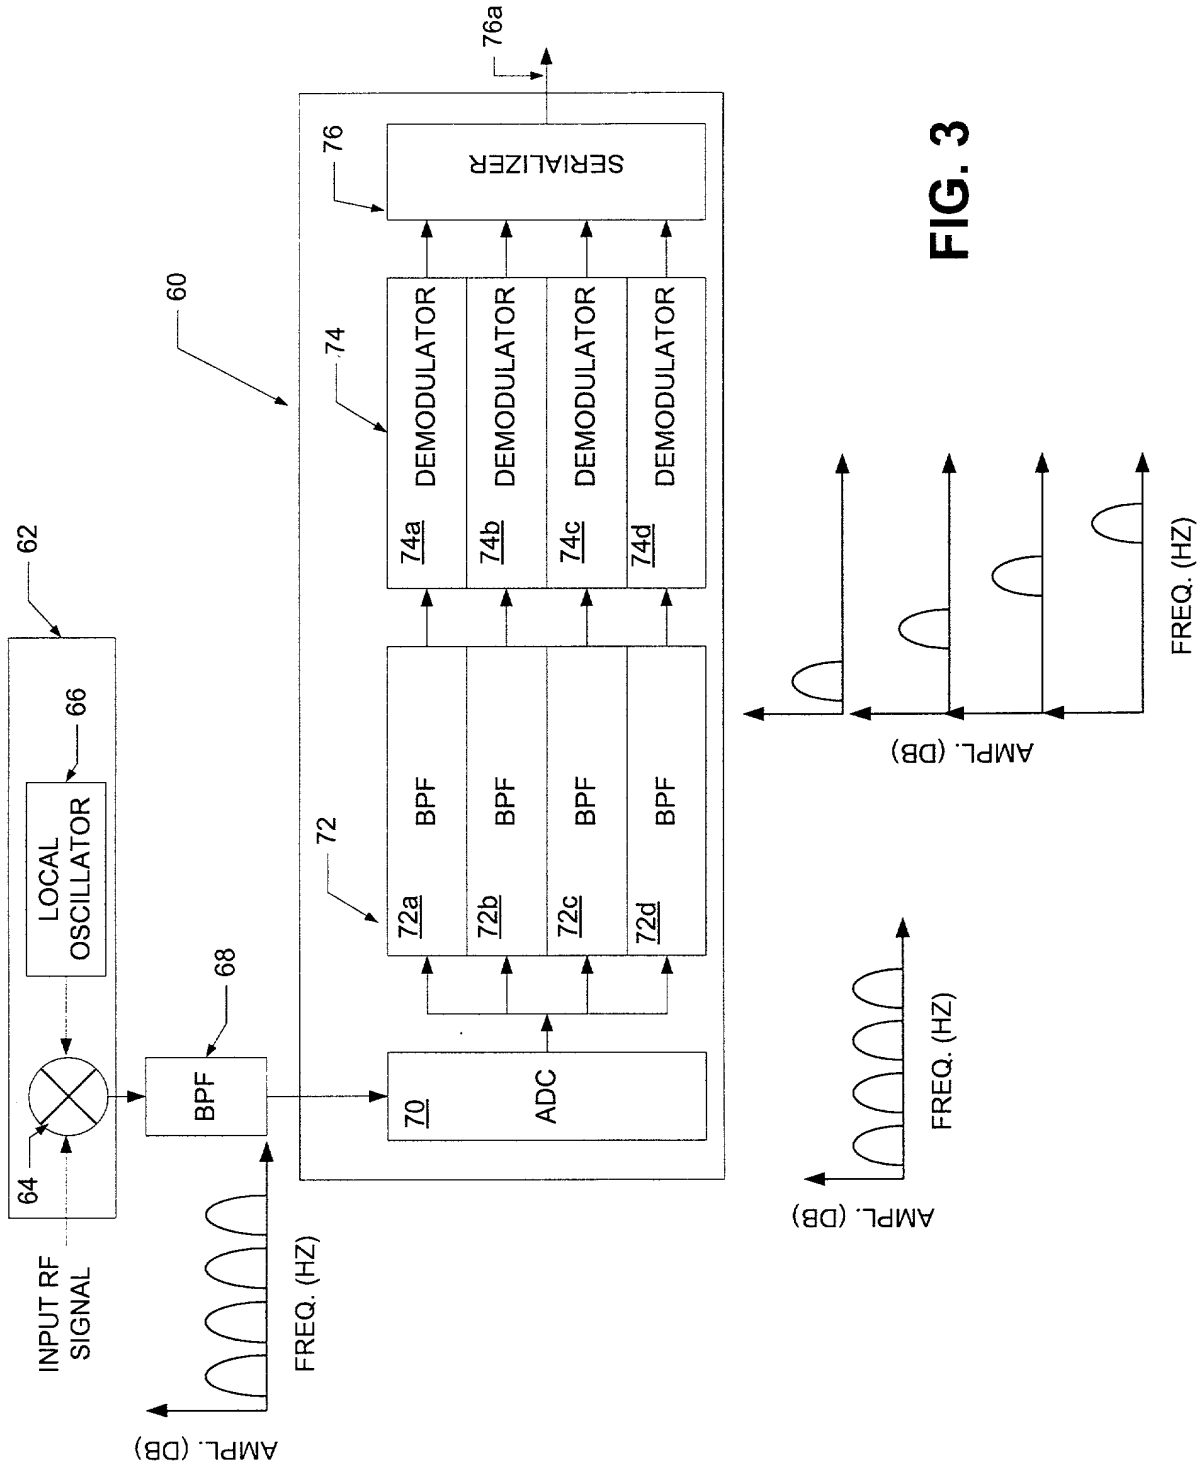 62
66
LOCAL
OSCILLATOR
64
INPUT RF
SIGNAL
BPF
68
AMPL. (DB)
FREQ. (HZ)
60
70
ADC
72
72a
BPF
72b
BPF
72c
BPF
72d
BPF
74
74a
DEMODULATOR
74b
DEMODULATOR
74c
DEMODULATOR
74d
DEMODULATOR
76
SERIALIZER
76a
AMPL. (DB)
FREQ. (HZ)
AMPL. (DB)
FREQ. (HZ)
FIG. 3